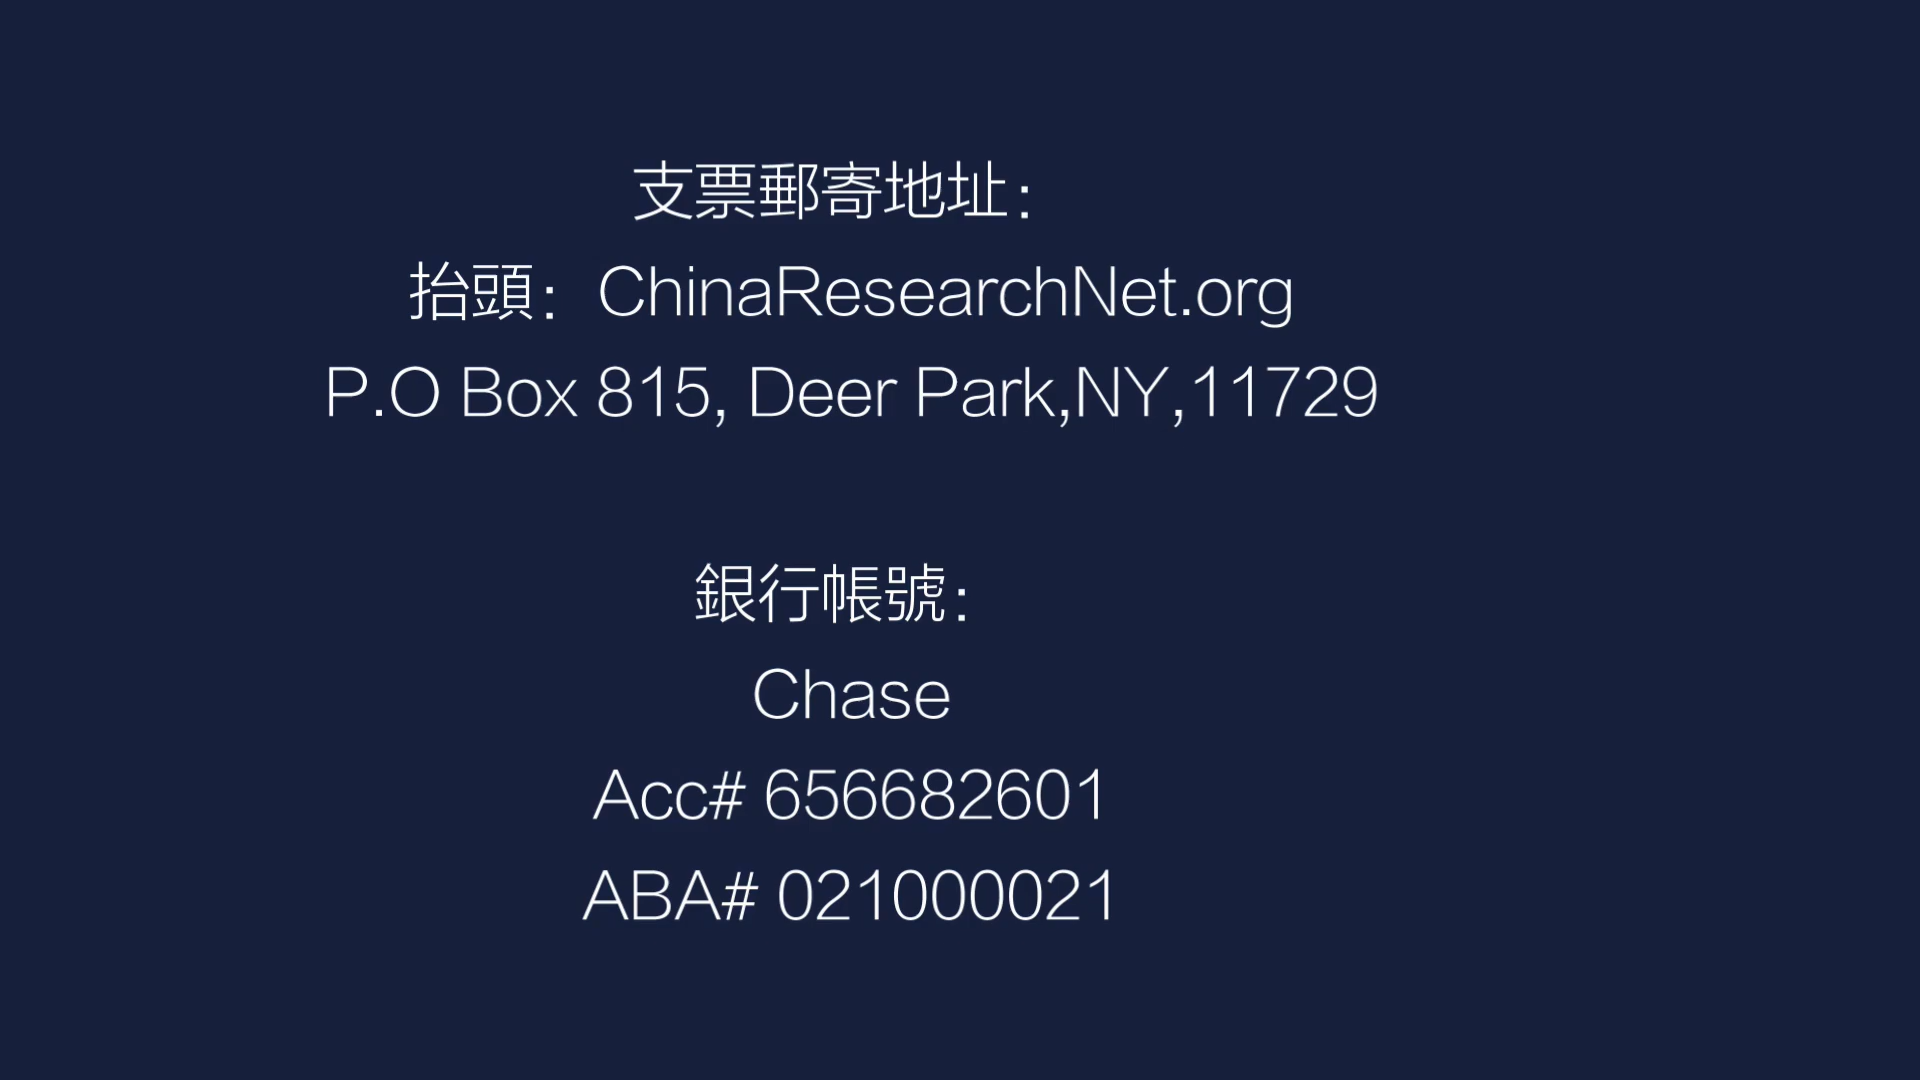 支票郵寄地址：
抬頭：ChinaResearchNet.org
P.O Box 815, Deer Park,NY,11729
銀行帳號：
Chase
Acc# 656682601
ABA# 021000021